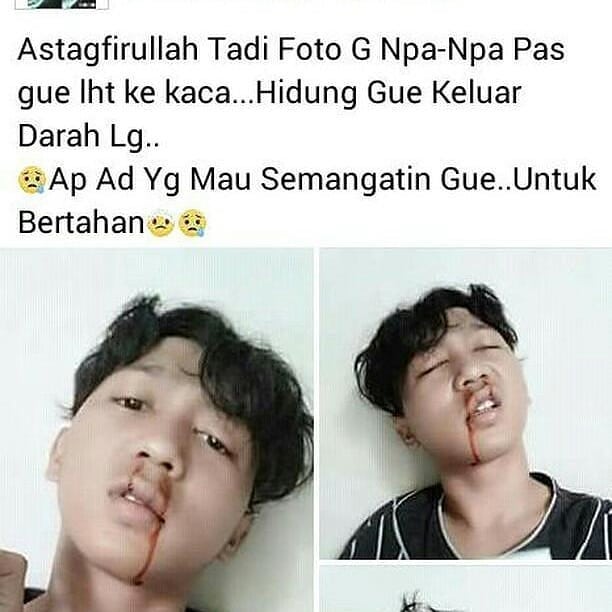 Astagfirullah Tadi Foto G Npa-Npa Pas
gue lht ke kaca...Hidung Gue Keluar
Darah Lg..
😥Ap Ad Yg Mau Semangatin Gue..Untuk
Bertahan🤕😥